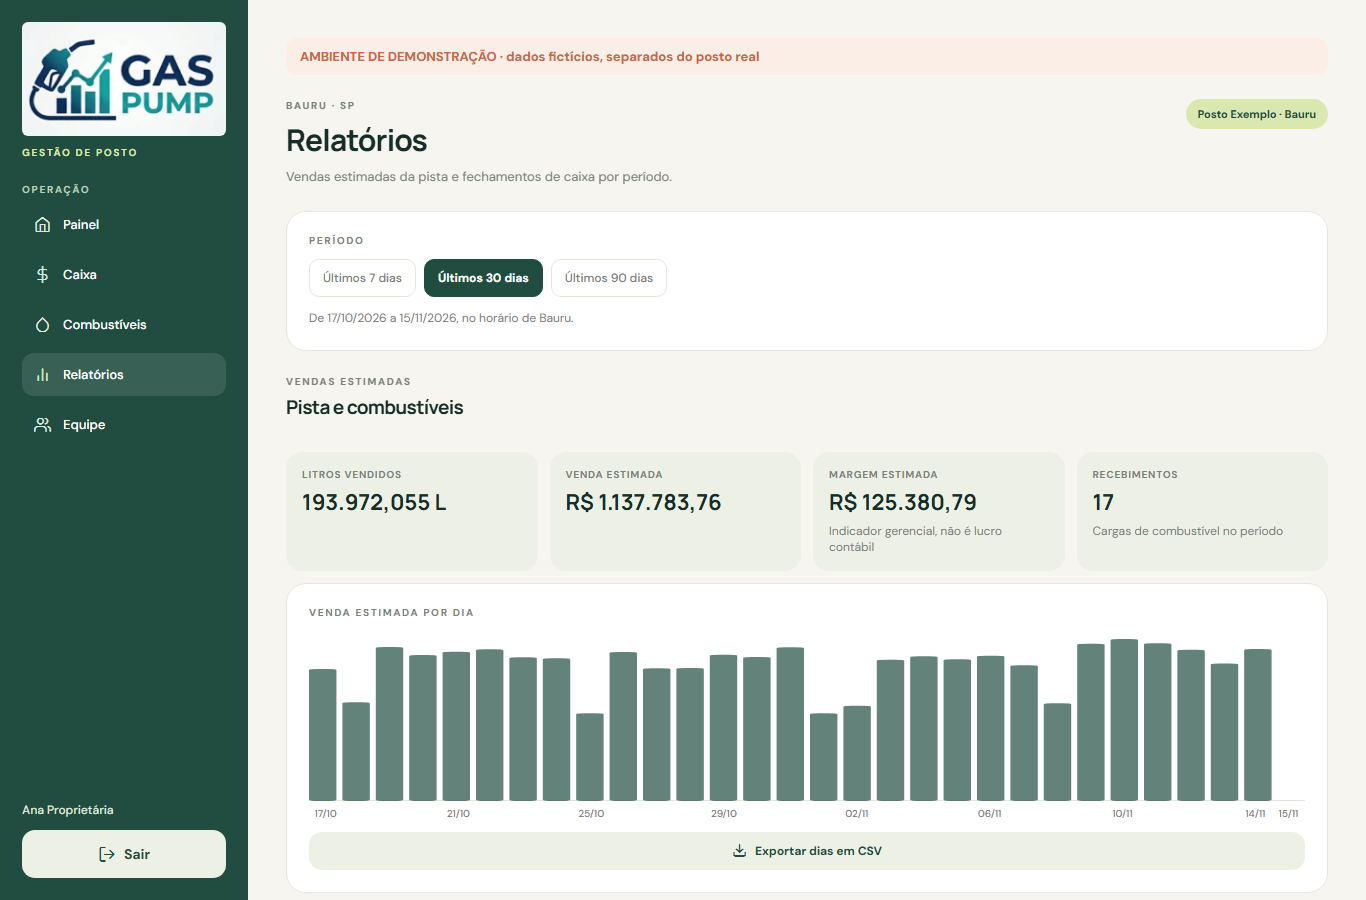 GAS
PUMP
GESTÃO DE POSTO
OPERAÇÃO
Painel
Caixa
Combustíveis
Relatórios
Equipe
Ana Proprietária
Sair
AMBIENTE DE DEMONSTRAÇÃO · dados fictícios, separados do posto real
BAURU · SP
Relatórios
Vendas estimadas da pista e fechamentos de caixa por período.
Posto Exemplo · Bauru
PERÍODO
Últimos 7 dias Últimos 30 dias Últimos 90 dias
De 17/10/2026 a 15/11/2026, no horário de Bauru.
VENDAS ESTIMADAS
Pista e combustíveis
LITROS VENDIDOS
193.972,055 L
VENDA ESTIMADA
R$ 1.137.783,76
MARGEM ESTIMADA
R$ 125.380,79
Indicador gerencial, não é lucro
contábil
RECEBIMENTOS
17
Cargas de combustível no período
VENDA ESTIMADA POR DIA
17/10 21/10 25/10 29/10 02/11 06/11 10/11 14/11 15/11
Exportar dias em CSV